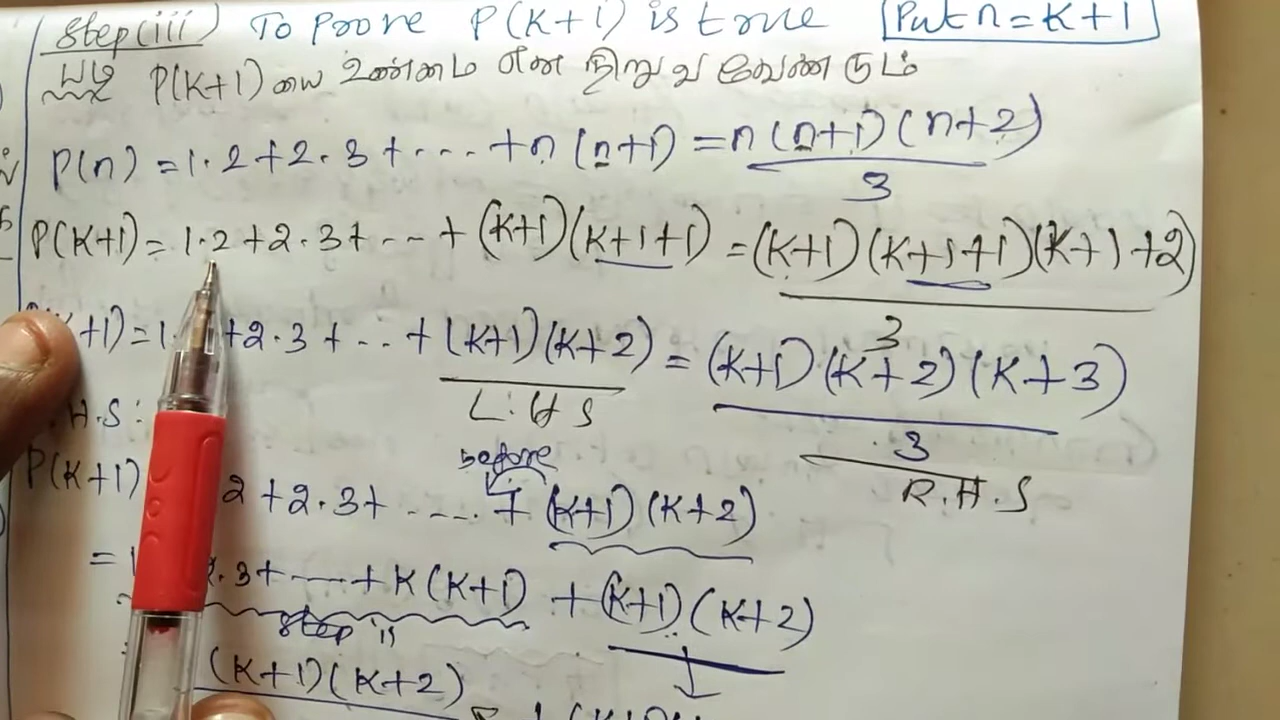 Step(iii) To Prove P(K+1) is true Put n=K+1
P(K+1) யை உண்மை என நிறுவ வேண்டும்
P(n) = 1·2+2·3+···+n(n+1) = n(n+1)(n+2)
3
P(K+1) = 1·2+2·3+···+(K+1)(K+1+1) = (K+1)(K+1+1)(K+1+2)
3
K+1) = 1· +2·3+···+(K+1)(K+2) = (K+1)(K+2)(K+3)
3
L.H.S
R.H.S
.H.S:
before
P(K+1) 2+2·3+·····+(K+1)(K+2)
= 1 2.3+·····+K(K+1) + (K+1)(K+2)
(K+1)(K+2)